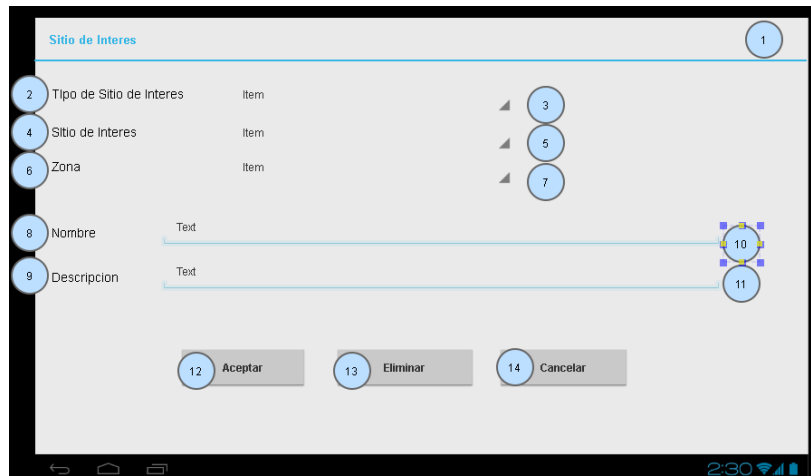 Sitio de Interes 1
2 TIpo de Sitio de Interes Item 3
4 SItio de Interes Item 5
6 Zona Item 7
8 Nombre Text 10
9 Descripcion Text 11
12 Aceptar 13 Eliminar 14 Cancelar
2:30